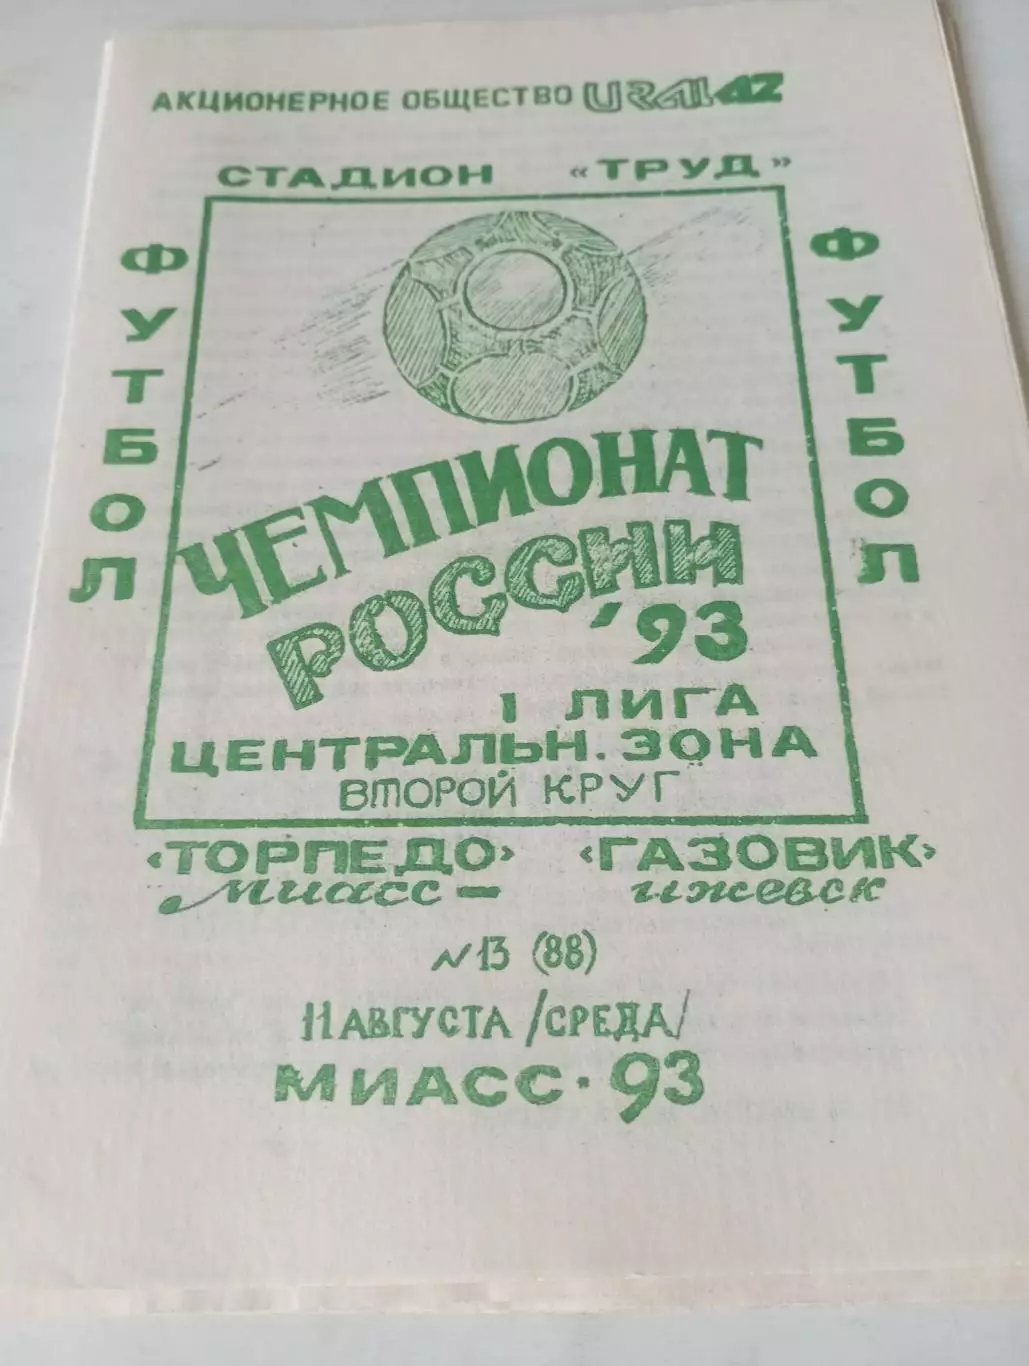 АКЦИОНЕРНОЕ ОБЩЕСТВО URALAZ
СТАДИОН «ТРУД»
ФУТБОЛ
ФУТБОЛ
ЧЕМПИОНАТ
РОССИИ
'93
I ЛИГА
ЦЕНТРАЛЬН. ЗОНА
ВТОРОЙ КРУГ
«ТОРПЕДО» «ГАЗОВИК»
Миасс — ижевск
N 13 (88)
11 АВГУСТА /СРЕДА/
МИАСС · 93